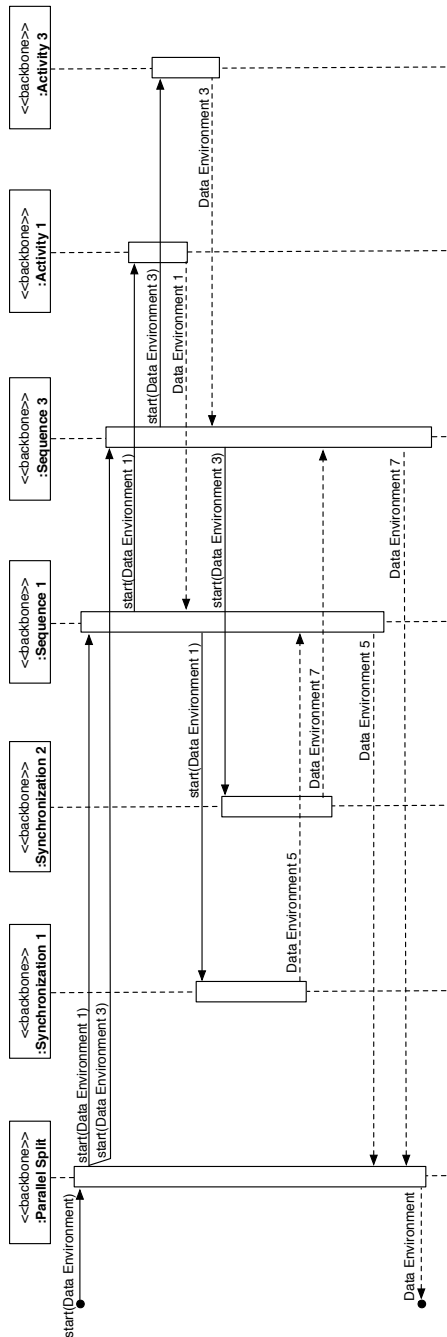 <<backbone>>
:Parallel Split
<<backbone>>
:Synchronization 1
<<backbone>>
:Synchronization 2
<<backbone>>
:Sequence 1
<<backbone>>
:Sequence 3
<<backbone>>
:Activity 1
<<backbone>>
:Activity 3
start(Data Environment)
start(Data Environment 1)
start(Data Environment 3)
start(Data Environment 1)
start(Data Environment 3)
Data Environment 1
start(Data Environment 1)
Data Environment 3
start(Data Environment 3)
Data Environment 5
Data Environment 7
Data Environment 5
Data Environment 7
Data Environment